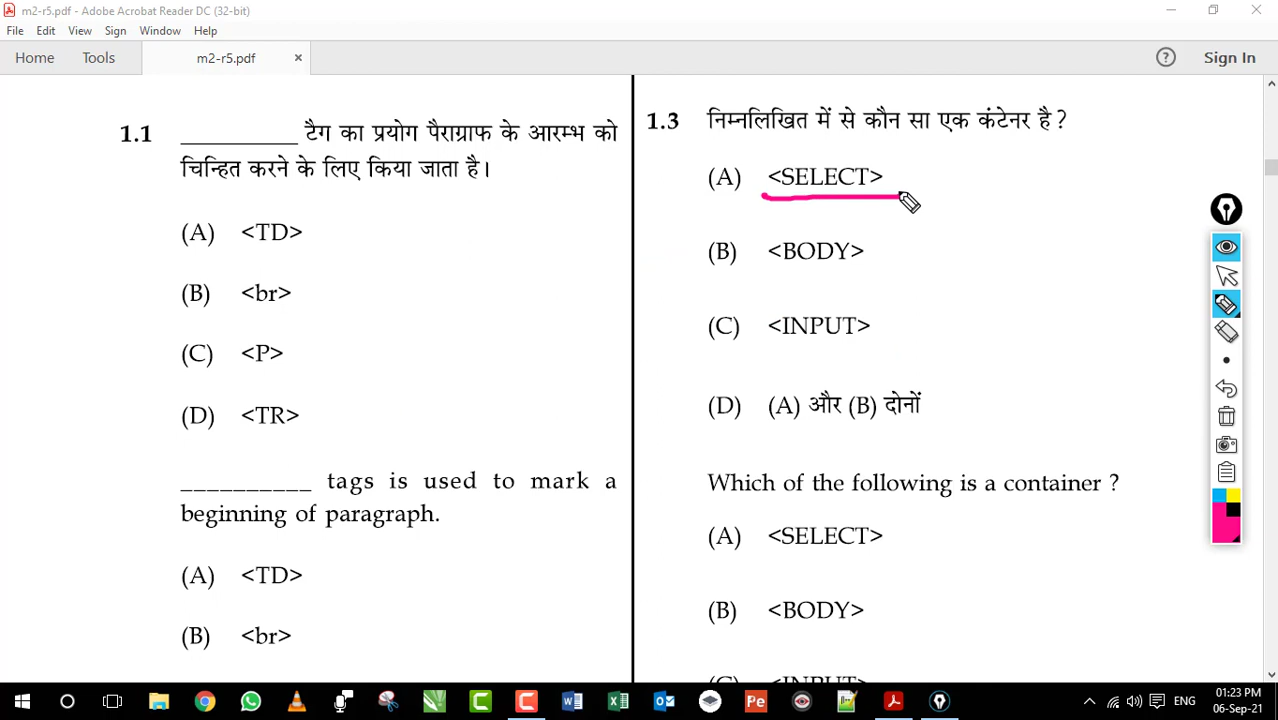 m2-r5.pdf - Adobe Acrobat Reader DC (32-bit)
File Edit View Sign Window Help
Home Tools m2-r5.pdf × ? Sign In
1.1 _________ टैग का प्रयोग पैराग्राफ के आरम्भ को
चिन्हित करने के लिए किया जाता है।
(A) <TD>
(B) <br>
(C) <P>
(D) <TR>
__________ tags is used to mark a
beginning of paragraph.
(A) <TD>
(B) <br>
1.3 निम्नलिखित में से कौन सा एक कंटेनर है ?
(A) <SELECT>
(B) <BODY>
(C) <INPUT>
(D) (A) और (B) दोनों
Which of the following is a container ?
(A) <SELECT>
(B) <BODY>
(C) <INPUT>
ENG
01:23 PM
06-Sep-21